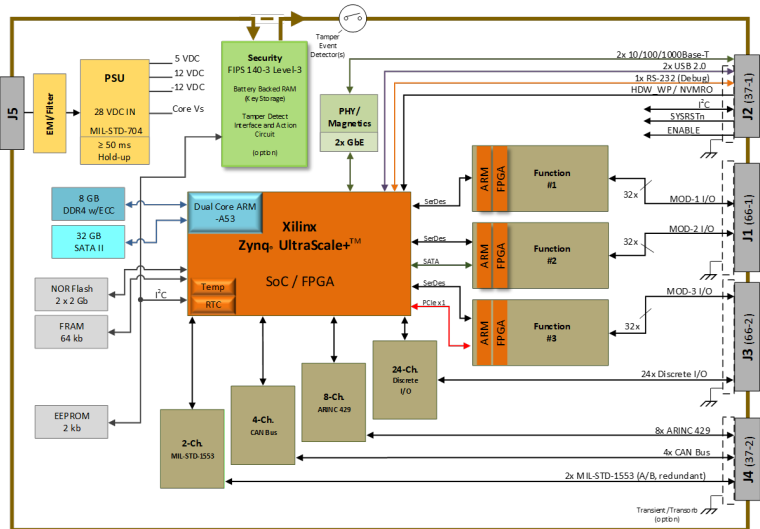 Tamper
Event
Detector(s)
J5
EMI/Filter
PSU
28 VDC IN
MIL-STD-704
≥ 50 ms
Hold-up
5 VDC
12 VDC
-12 VDC
Core Vs
Security
FIPS 140-3 Level-3
Battery Backed RAM
(Key Storage)
Tamper Detect
Interface and Action
Circuit
(option)
PHY/
Magnetics
2x GbE
2x 10/100/1000Base-T
2x USB 2.0
1x RS-232 (Debug)
HDW_WP / NVMRO
I²C
SYSRSTn
ENABLE
J2 (37-1)
8 GB
DDR4 w/ECC
32 GB
SATA II
Dual Core ARM
-A53
Xilinx
Zynq® UltraScale+™
SoC / FPGA
Temp
RTC
NOR Flash
2 x 2 Gb
FRAM
64 kb
I²C
EEPROM
2 kb
SerDes
SerDes
SATA
SerDes
PCIe x1
ARM
FPGA
Function
#1
ARM
FPGA
Function
#2
ARM
FPGA
Function
#3
32x
MOD-1 I/O
32x
MOD-2 I/O
32x
MOD-3 I/O
J1 (66-1)
J3 (66-2)
24-Ch.
Discrete
I/O
8-Ch.
ARINC 429
4-Ch.
CAN Bus
2-Ch.
MIL-STD-1553
24x Discrete I/O
8x ARINC 429
4x CAN Bus
2x MIL-STD-1553 (A/B, redundant)
J4 (37-2)
Transient/Transorb
(option)